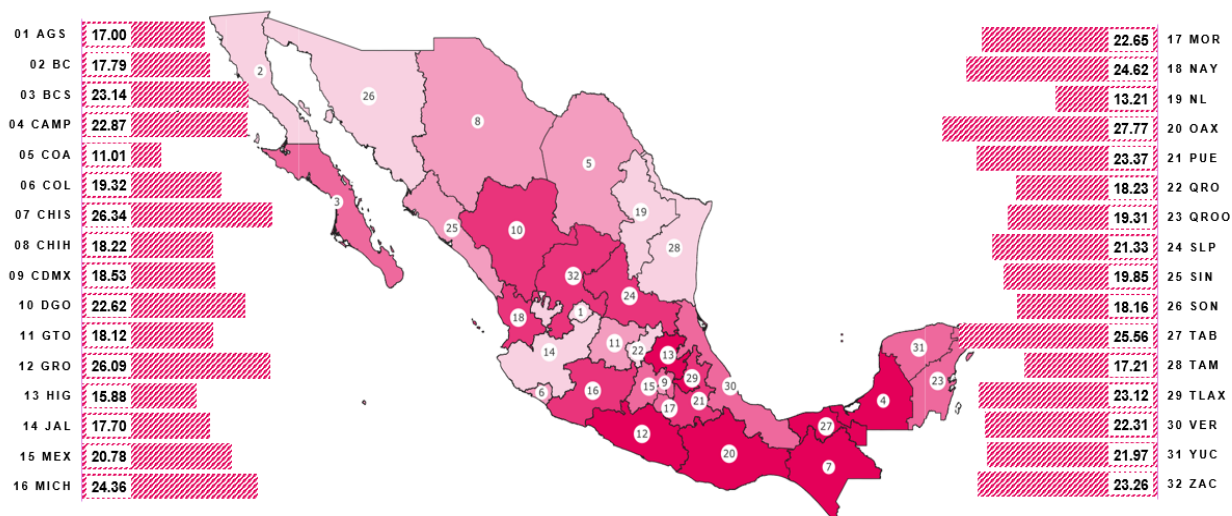 01 AGS 17.00
02 BC 17.79
03 BCS 23.14
04 CAMP 22.87
05 COA 11.01
06 COL 19.32
07 CHIS 26.34
08 CHIH 18.22
09 CDMX 18.53
10 DGO 22.62
11 GTO 18.12
12 GRO 26.09
13 HIG 15.88
14 JAL 17.70
15 MEX 20.78
16 MICH 24.36
2
26
8
5
3
19
25
10
28
32
24
18
1
14
11
22
13
31
6
16
15
9
29
30
23
17
21
4
12
27
20
7
22.65 17 MOR
24.62 18 NAY
13.21 19 NL
27.77 20 OAX
23.37 21 PUE
18.23 22 QRO
19.31 23 QROO
21.33 24 SLP
19.85 25 SIN
18.16 26 SON
25.56 27 TAB
17.21 28 TAM
23.12 29 TLAX
22.31 30 VER
21.97 31 YUC
23.26 32 ZAC